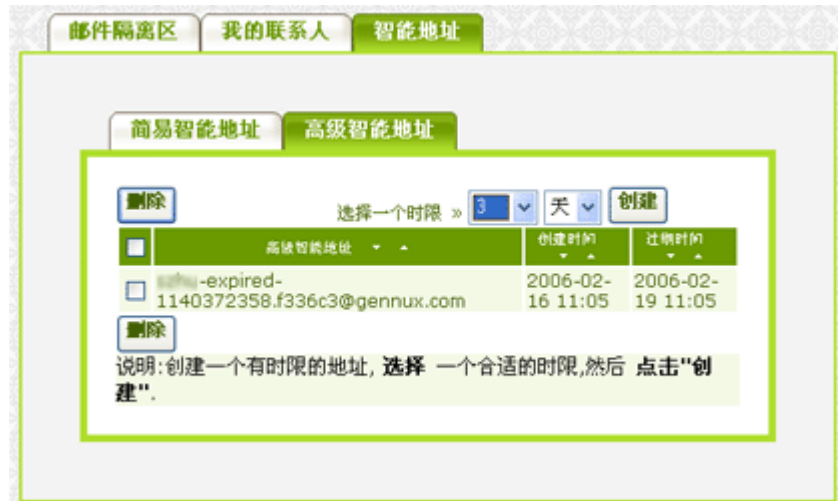 邮件隔离区 我的联系人 智能地址
简易智能地址 高级智能地址
删除 选择一个时限 » 3 天 创建
高级智能地址 创建时间 过期时间
-expired- 2006-02- 2006-02-
1140372358.f336c3@gennux.com 16 11:05 19 11:05
删除
说明:创建一个有时限的地址, 选择 一个合适的时限,然后 点击"创
建".